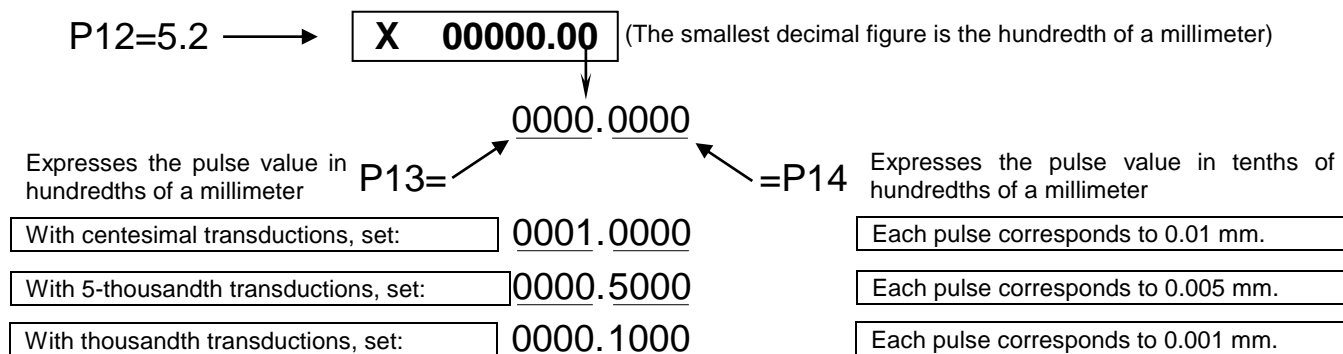 P12=5.2 X 00000.00 (The smallest decimal figure is the hundredth of a millimeter)
0000.0000
Expresses the pulse value in
hundredths of a millimeter
P13=
=P14
Expresses the pulse value in tenths of
hundredths of a millimeter
With centesimal transductions, set: 0001.0000 Each pulse corresponds to 0.01 mm.
With 5-thousandth transductions, set: 0000.5000 Each pulse corresponds to 0.005 mm.
With thousandth transductions, set: 0000.1000 Each pulse corresponds to 0.001 mm.